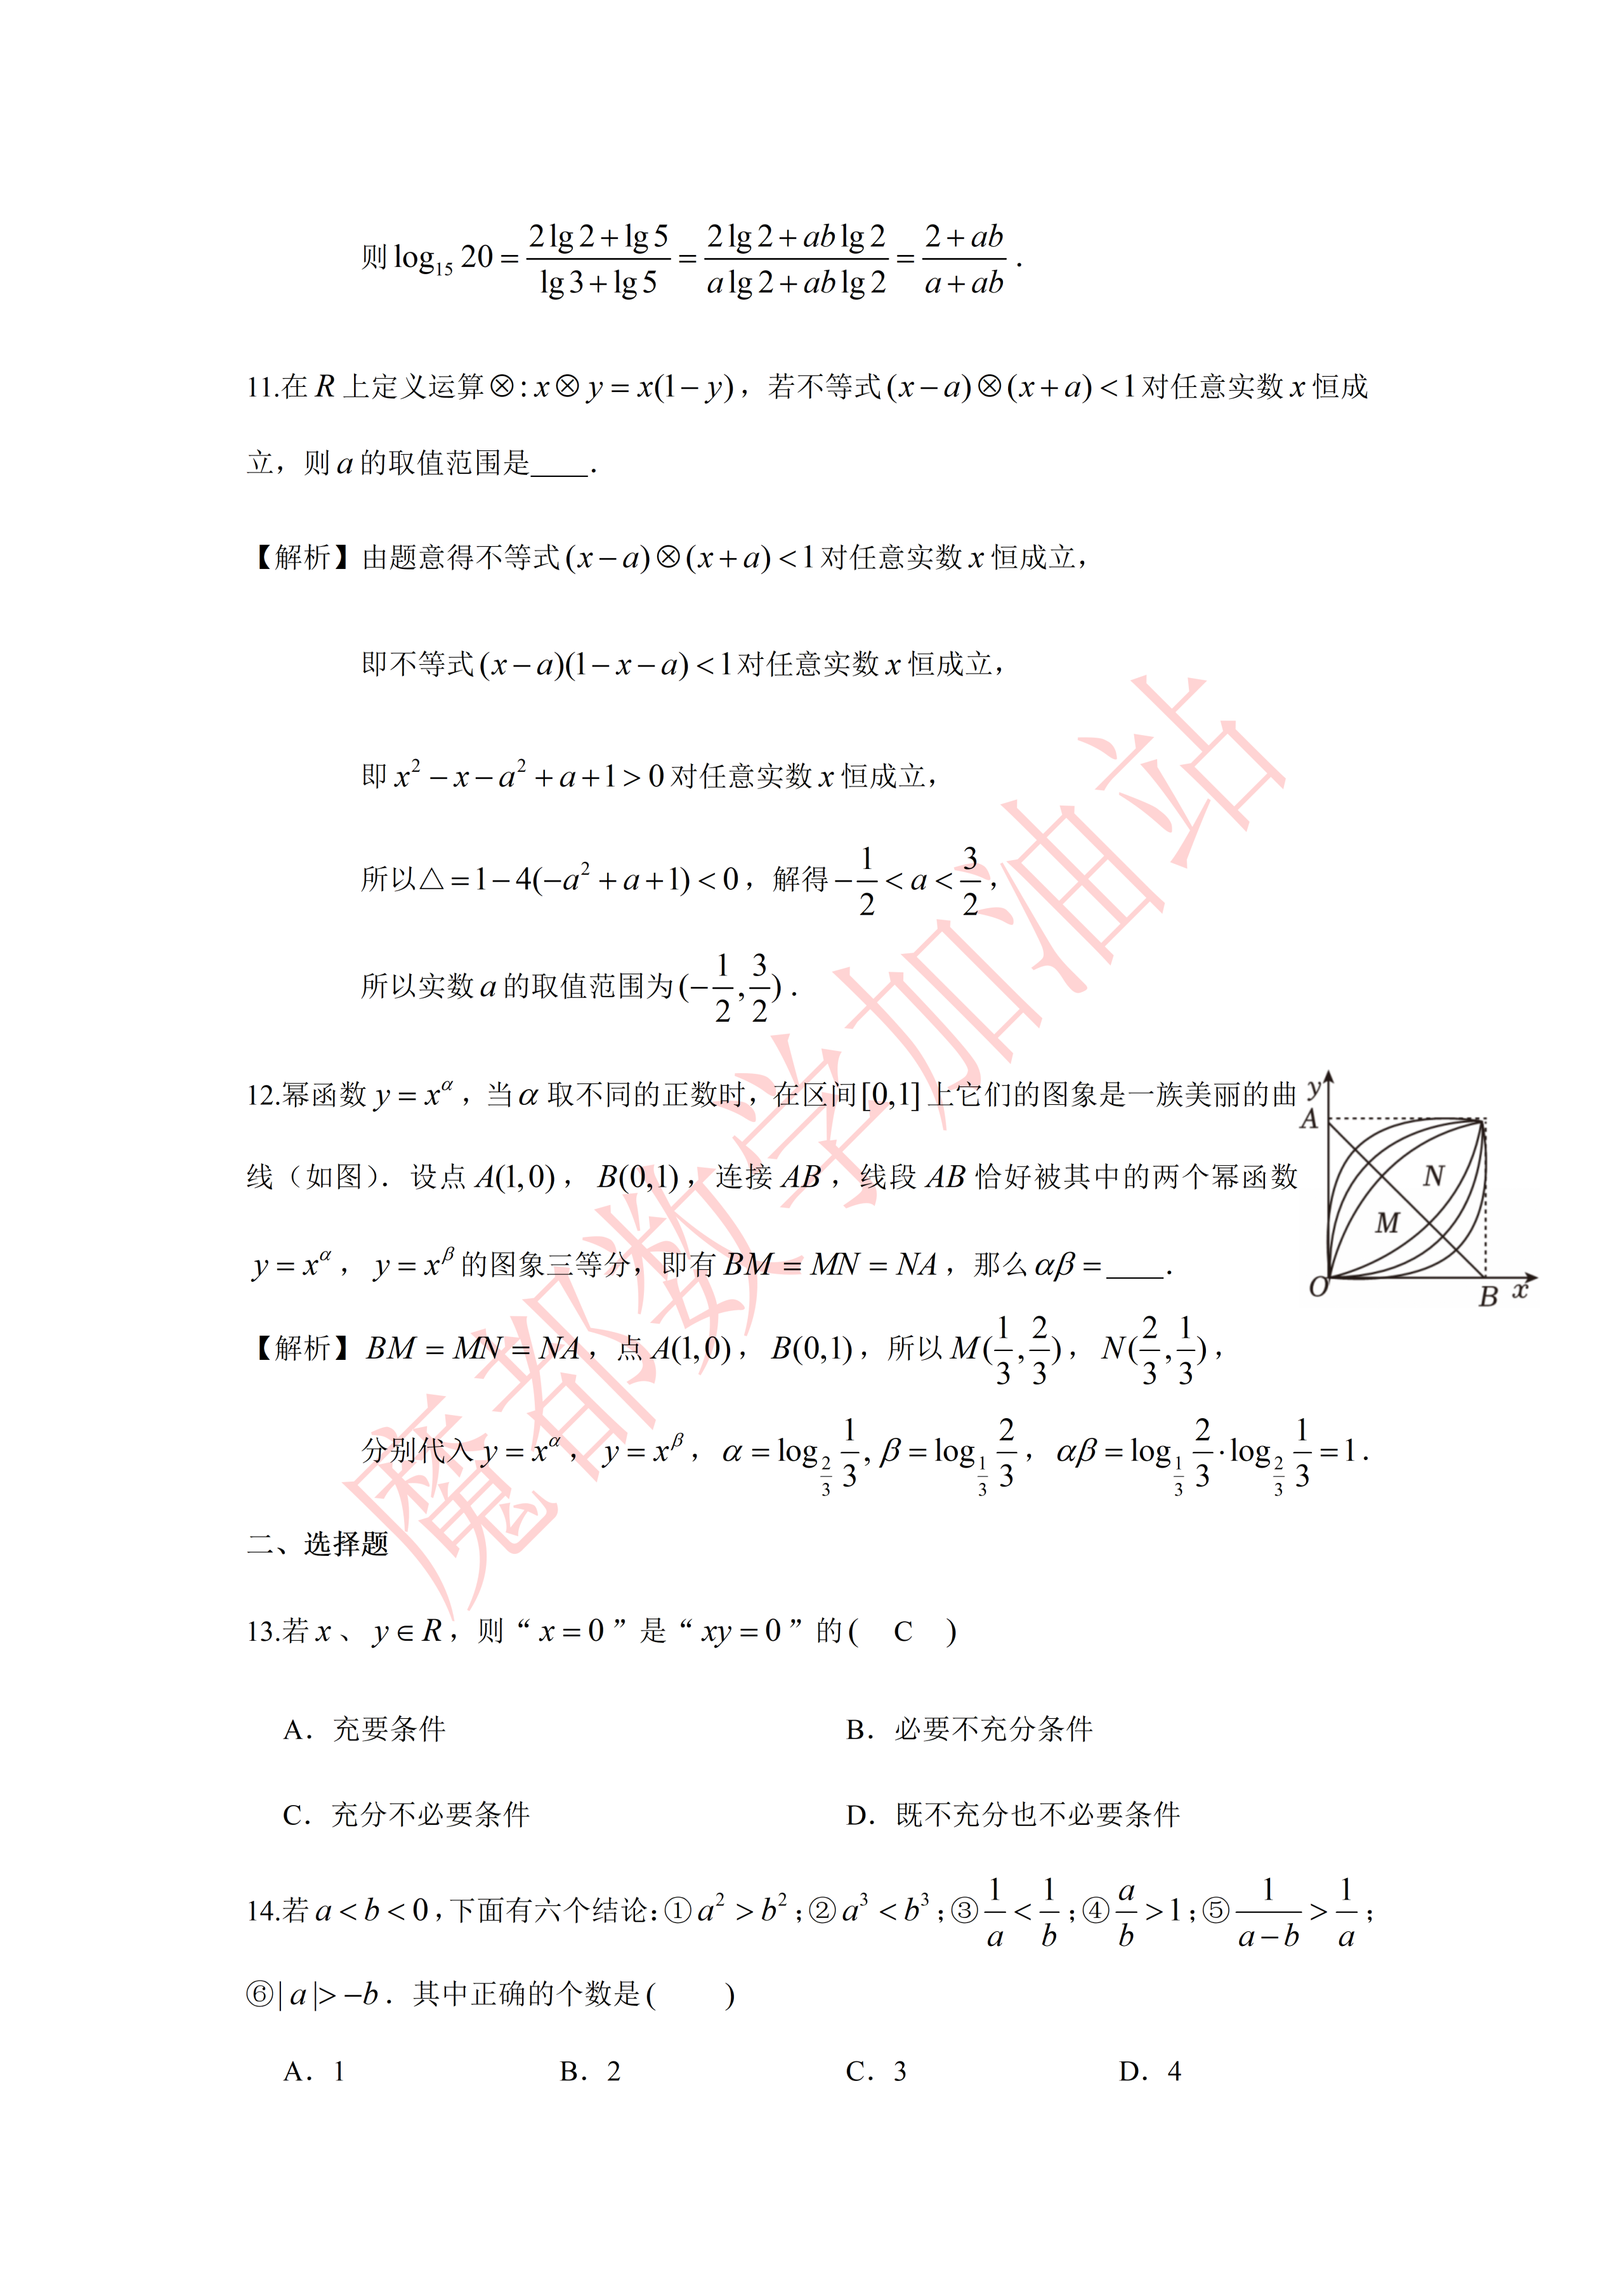 则 log₁₅ 20 = (2lg2+lg5)/(lg3+lg5) = (2lg2+ablg2)/(alg2+ablg2) = (2+ab)/(a+ab) .
11.在 R 上定义运算⊗: x⊗y = x(1−y)，若不等式(x−a)⊗(x+a)<1对任意实数 x 恒成
立，则 a 的取值范围是____．
【解析】由题意得不等式(x−a)⊗(x+a)<1对任意实数 x 恒成立，
即不等式(x−a)(1−x−a)<1对任意实数 x 恒成立，
即 x²−x−a²+a+1>0对任意实数 x 恒成立，
所以△=1−4(−a²+a+1)<0，解得−1/2<a<3/2，
所以实数 a 的取值范围为(−1/2,3/2)．
12.幂函数 y=x^α，当α取不同的正数时，在区间[0,1]上它们的图象是一族美丽的曲
线（如图）．设点 A(1,0)，B(0,1)，连接 AB，线段 AB 恰好被其中的两个幂函数
y=x^α，y=x^β的图象三等分，即有 BM=MN=NA，那么αβ=____．
y
A
N
M
O
B x
【解析】BM=MN=NA，点 A(1,0)，B(0,1)，所以 M(1/3,2/3)，N(2/3,1/3)，
分别代入 y=x^α，y=x^β，α=log_{2/3} 1/3,β=log_{1/3} 2/3，αβ=log_{1/3} 2/3·log_{2/3} 1/3=1．
二、选择题
13.若 x、y∈R，则“x=0”是“xy=0”的( C )
A．充要条件 B．必要不充分条件
C．充分不必要条件 D．既不充分也不必要条件
14.若 a<b<0，下面有六个结论：①a²>b²；②a³<b³；③1/a<1/b；④a/b>1；⑤1/(a−b)>1/a；
⑥|a|>−b．其中正确的个数是( )
A．1 B．2 C．3 D．4
魔都数学加油站